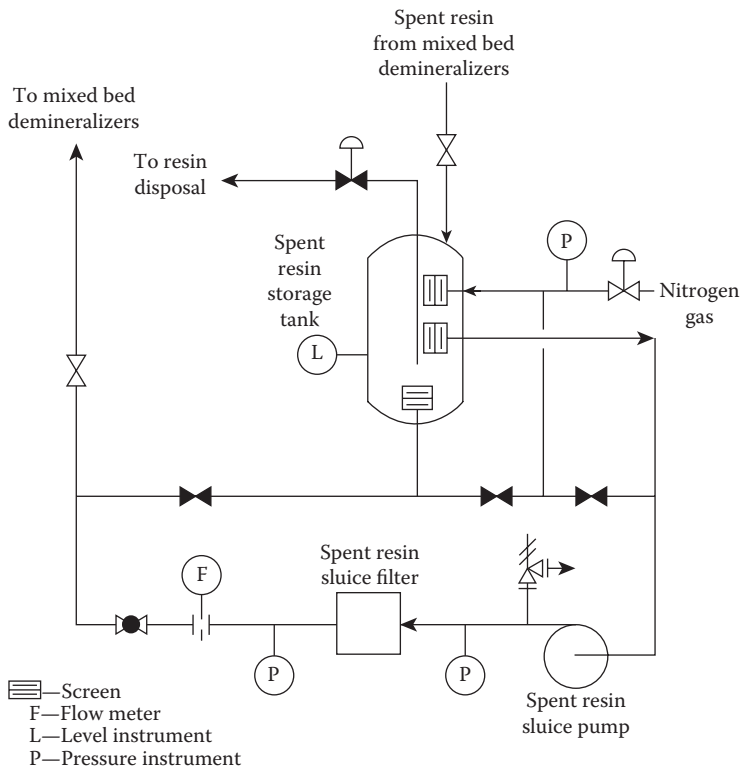 Spent resin
from mixed bed
demineralizers
To mixed bed
demineralizers
To resin
disposal
Spent
resin
storage
tank
P
Nitrogen
gas
L
Spent resin
sluice filter
F
P
P
Spent resin
sluice pump
—Screen
F—Flow meter
L—Level instrument
P—Pressure instrument